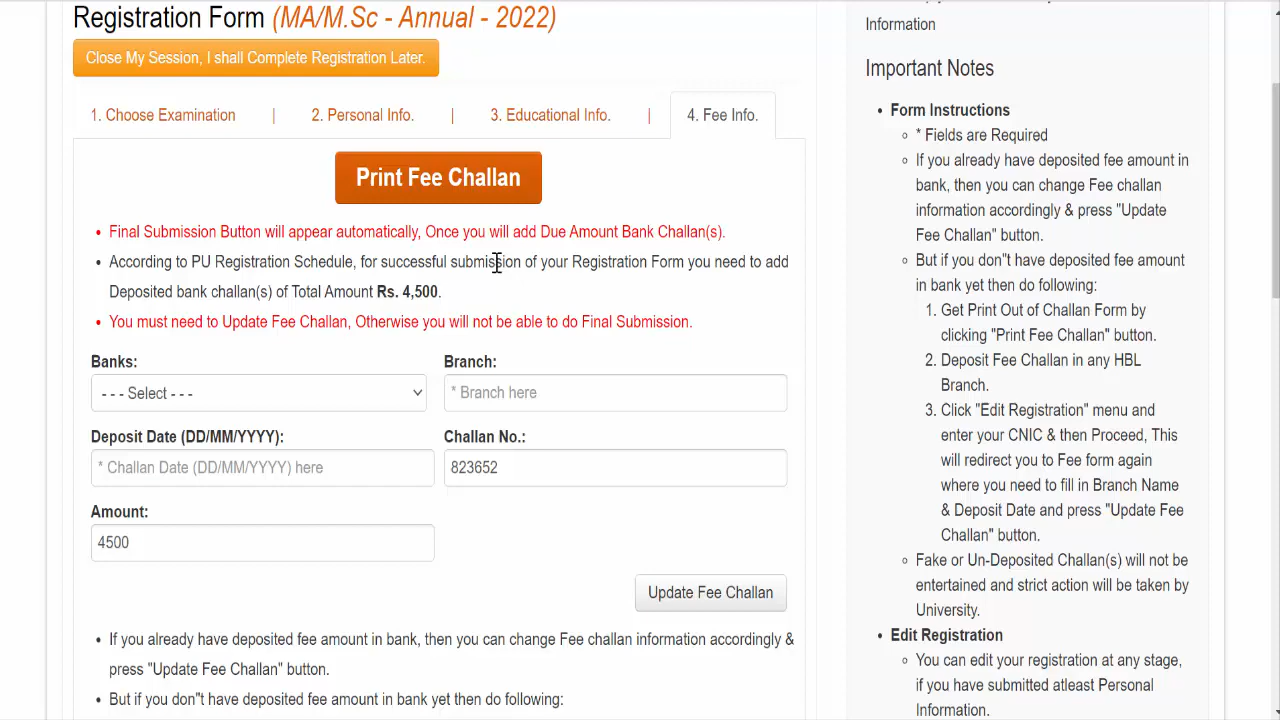 Registration Form (MA/M.Sc - Annual - 2022)
Close My Session, I shall Complete Registration Later.
1. Choose Examination | 2. Personal Info. | 3. Educational Info. | 4. Fee Info.
Print Fee Challan
• Final Submission Button will appear automatically, Once you will add Due Amount Bank Challan(s).
• According to PU Registration Schedule, for successful submission of your Registration Form you need to add
Deposited bank challan(s) of Total Amount Rs. 4,500.
• You must need to Update Fee Challan, Otherwise you will not be able to do Final Submission.
Banks:
- - - Select - - -
Branch:
* Branch here
Deposit Date (DD/MM/YYYY):
* Challan Date (DD/MM/YYYY) here
Challan No.:
823652
Amount:
4500
Update Fee Challan
• If you already have deposited fee amount in bank, then you can change Fee challan information accordingly &
press "Update Fee Challan" button.
• But if you don"t have deposited fee amount in bank yet then do following:
Information
Important Notes
• Form Instructions
* Fields are Required
If you already have deposited fee amount in
bank, then you can change Fee challan
information accordingly & press "Update
Fee Challan" button.
But if you don"t have deposited fee amount
in bank yet then do following:
1. Get Print Out of Challan Form by
clicking "Print Fee Challan" button.
2. Deposit Fee Challan in any HBL
Branch.
3. Click "Edit Registration" menu and
enter your CNIC & then Proceed, This
will redirect you to Fee form again
where you need to fill in Branch Name
& Deposit Date and press "Update Fee
Challan" button.
Fake or Un-Deposited Challan(s) will not be
entertained and strict action will be taken by
University.
• Edit Registration
You can edit your registration at any stage,
if you have submitted atleast Personal
Information.